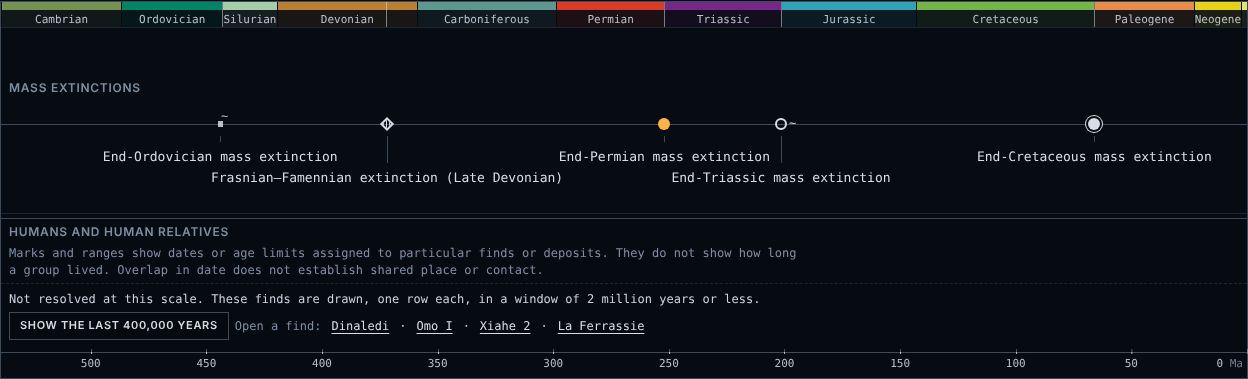 Cambrian Ordovician Silurian Devonian Carboniferous Permian Triassic Jurassic Cretaceous Paleogene Neogene
MASS EXTINCTIONS
~ ~
End-Ordovician mass extinction End-Permian mass extinction End-Cretaceous mass extinction
Frasnian–Famennian extinction (Late Devonian) End-Triassic mass extinction
HUMANS AND HUMAN RELATIVES
Marks and ranges show dates or age limits assigned to particular finds or deposits. They do not show how long
a group lived. Overlap in date does not establish shared place or contact.
Not resolved at this scale. These finds are drawn, one row each, in a window of 2 million years or less.
SHOW THE LAST 400,000 YEARS Open a find: Dinaledi · Omo I · Xiahe 2 · La Ferrassie
500 450 400 350 300 250 200 150 100 50 0 Ma